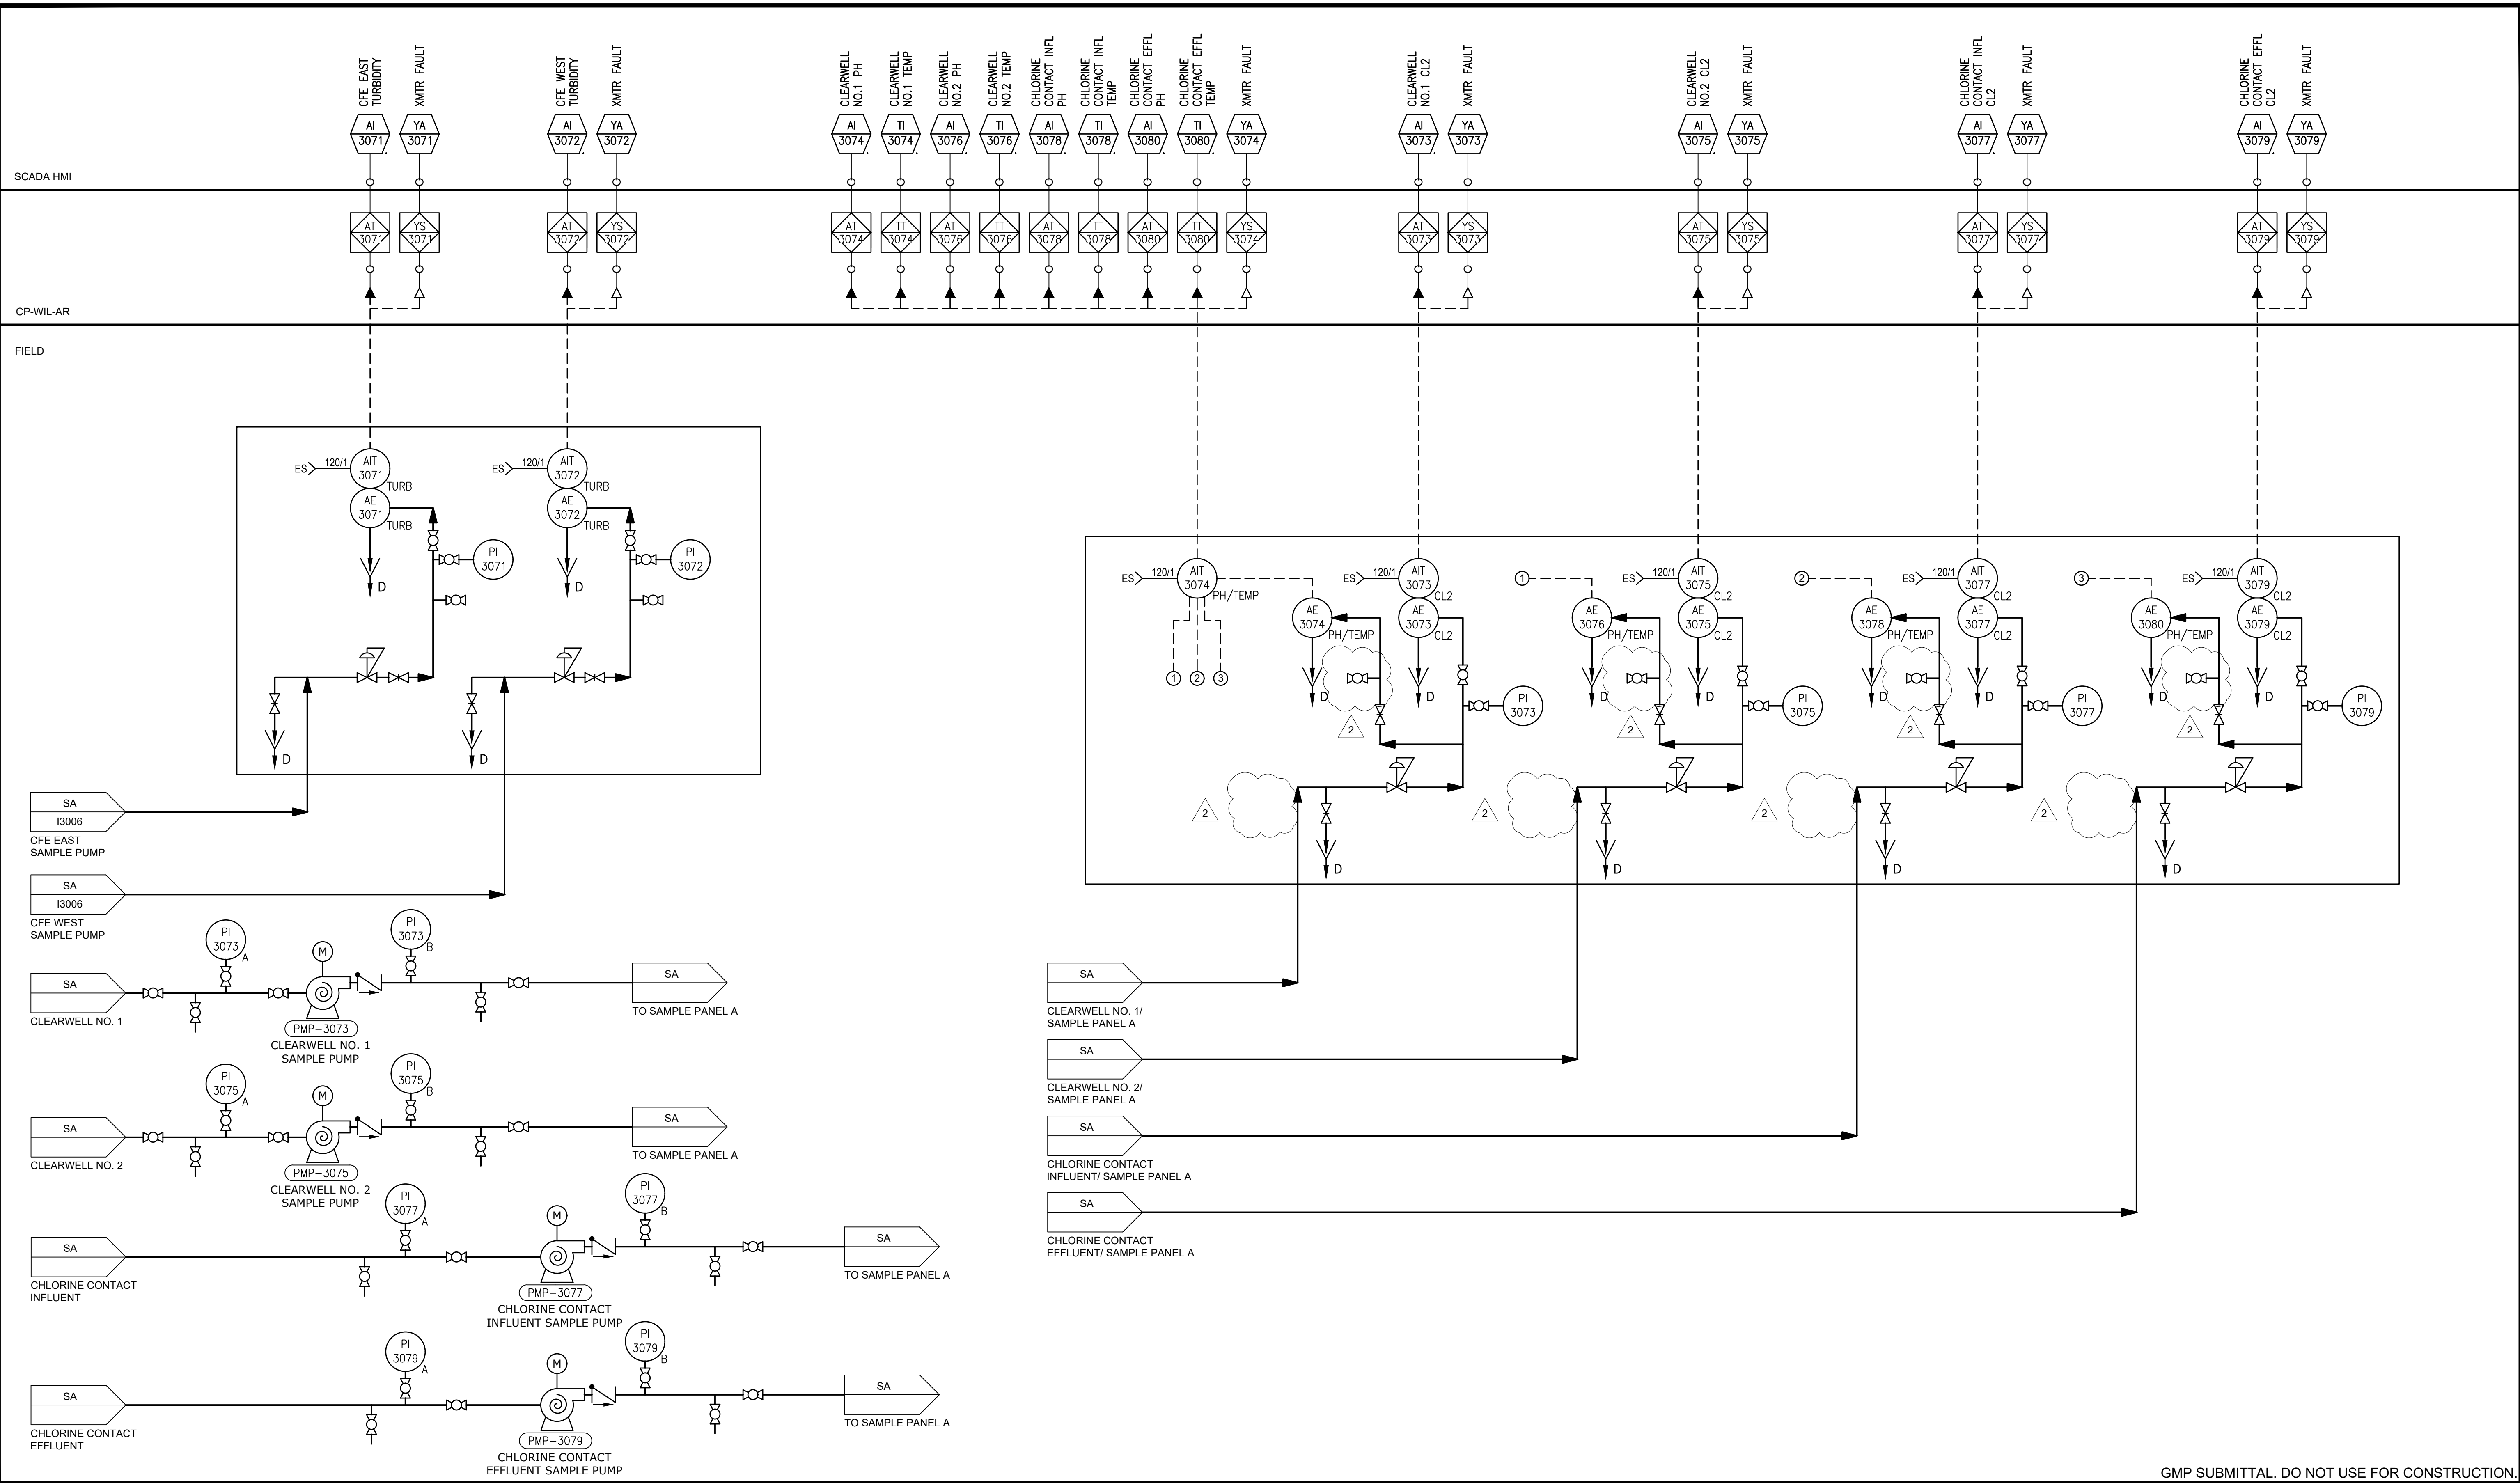 CFE EAST
TURBIDITY
XMTR FAULT
CFE WEST
TURBIDITY
XMTR FAULT
CLEARWELL
NO.1 PH
CLEARWELL
NO.1 TEMP
CLEARWELL
NO.2 PH
CLEARWELL
NO.2 TEMP
CHLORINE
CONTACT INFL
PH
CHLORINE
CONTACT INFL
TEMP
CHLORINE
CONTACT EFFL
PH
CHLORINE
CONTACT EFFL
TEMP
XMTR FAULT
CLEARWELL
NO.1 CL2
XMTR FAULT
CLEARWELL
NO.2 CL2
XMTR FAULT
CHLORINE
CONTACT INFL
CL2
XMTR FAULT
CHLORINE
CONTACT EFFL
CL2
XMTR FAULT
AI
3071
YA
3071
AI
3072
YA
3072
AI
3074
TI
3074
AI
3076
TI
3076
AI
3078
TI
3078
AI
3080
TI
3080
YA
3074
AI
3073
YA
3073
AI
3075
YA
3075
AI
3077
YA
3077
AI
3079
YA
3079
SCADA HMI
AT
3071
YS
3071
AT
3072
YS
3072
AT
3074
TT
3074
AT
3076
TT
3076
AT
3078
TT
3078
AT
3080
TT
3080
YS
3074
AT
3073
YS
3073
AT
3075
YS
3075
AT
3077
YS
3077
AT
3079
YS
3079
CP-WIL-AR
FIELD
ES 120/1
AIT
3071
TURB
AE
3071
TURB
D
PI
3071
D
ES 120/1
AIT
3072
TURB
AE
3072
TURB
D
PI
3072
D
ES 120/1
AIT
3074
PH/TEMP
1 2 3
AE
3074
PH/TEMP
D
2
ES 120/1
AIT
3073
CL2
AE
3073
CL2
D
PI
3073
2
D
1
AE
3076
PH/TEMP
D
2
ES 120/1
AIT
3075
CL2
AE
3075
CL2
D
PI
3075
2
D
2
AE
3078
PH/TEMP
D
2
ES 120/1
AIT
3077
CL2
AE
3077
CL2
D
PI
3077
2
D
3
AE
3080
PH/TEMP
D
2
ES 120/1
AIT
3079
CL2
AE
3079
CL2
D
PI
3079
2
D
SA
I3006
CFE EAST
SAMPLE PUMP
SA
I3006
CFE WEST
SAMPLE PUMP
SA
CLEARWELL NO. 1
PI
3073
A
M
PMP-3073
CLEARWELL NO. 1
SAMPLE PUMP
PI
3073
B
SA
TO SAMPLE PANEL A
SA
CLEARWELL NO. 2
PI
3075
A
M
PMP-3075
CLEARWELL NO. 2
SAMPLE PUMP
PI
3075
B
SA
TO SAMPLE PANEL A
SA
CHLORINE CONTACT
INFLUENT
PI
3077
A
M
PMP-3077
CHLORINE CONTACT
INFLUENT SAMPLE PUMP
PI
3077
B
SA
TO SAMPLE PANEL A
SA
CHLORINE CONTACT
EFFLUENT
PI
3079
A
M
PMP-3079
CHLORINE CONTACT
EFFLUENT SAMPLE PUMP
PI
3079
B
SA
TO SAMPLE PANEL A
SA
CLEARWELL NO. 1/
SAMPLE PANEL A
SA
CLEARWELL NO. 2/
SAMPLE PANEL A
SA
CHLORINE CONTACT
INFLUENT/ SAMPLE PANEL A
SA
CHLORINE CONTACT
EFFLUENT/ SAMPLE PANEL A
GMP SUBMITTAL. DO NOT USE FOR CONSTRUCTION.